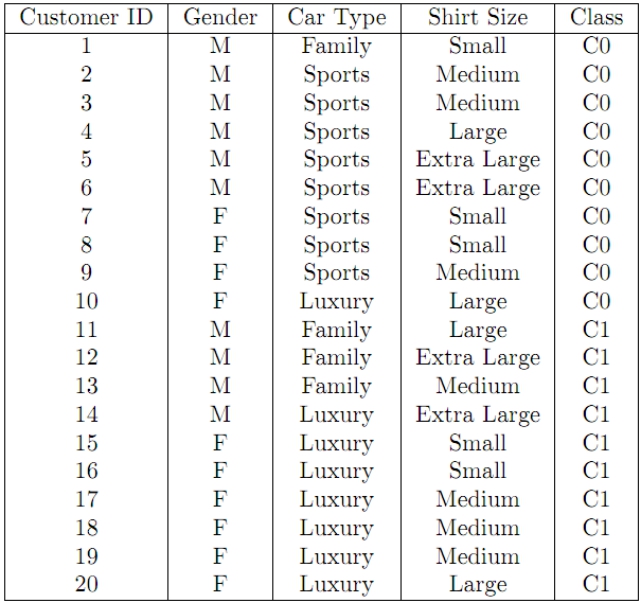 Customer ID Gender Car Type Shirt Size Class
1 M Family Small C0
2 M Sports Medium C0
3 M Sports Medium C0
4 M Sports Large C0
5 M Sports Extra Large C0
6 M Sports Extra Large C0
7 F Sports Small C0
8 F Sports Small C0
9 F Sports Medium C0
10 F Luxury Large C0
11 M Family Large C1
12 M Family Extra Large C1
13 M Family Medium C1
14 M Luxury Extra Large C1
15 F Luxury Small C1
16 F Luxury Small C1
17 F Luxury Medium C1
18 F Luxury Medium C1
19 F Luxury Medium C1
20 F Luxury Large C1